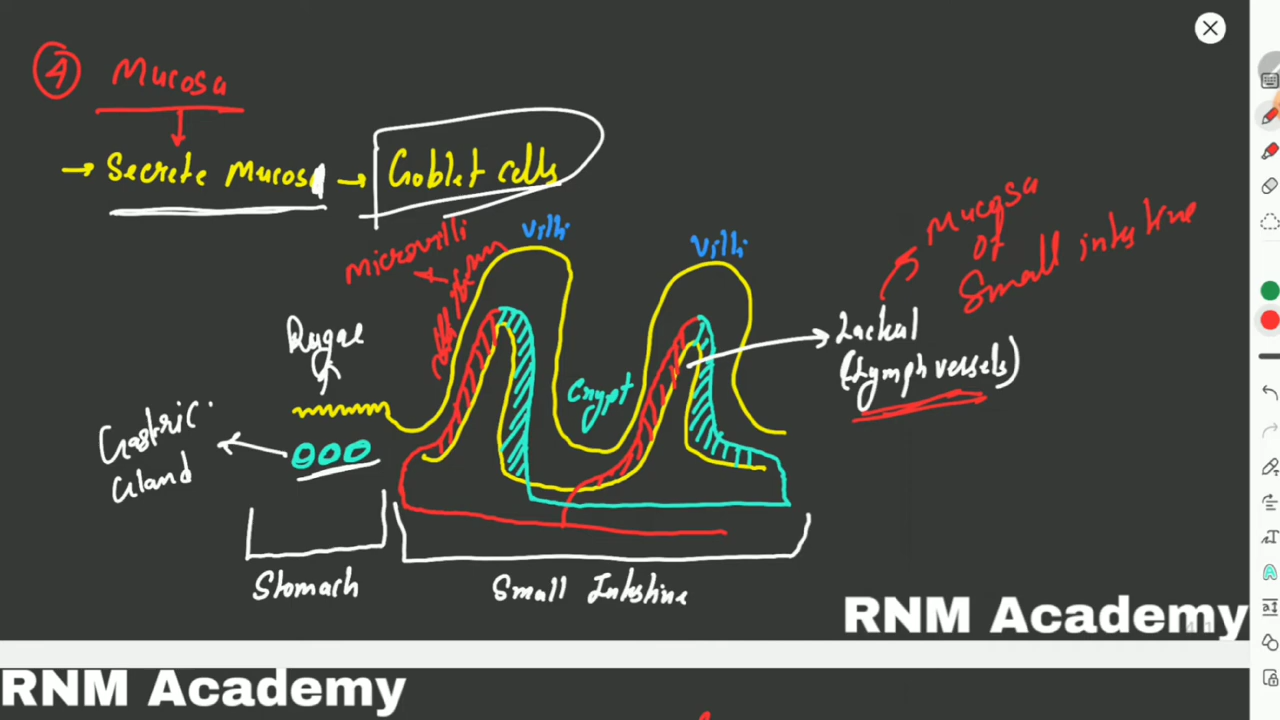 4 Mucosa
→ Secrete Mucosa → Goblet cells
villi
villi
microvilli
Mucosa
of
Small intestine
Rugae
Lacteal
(Lymph vessels)
Crypt
Gastric
Gland
Stomach
Small Intestine
RNM Academy
RNM Academy